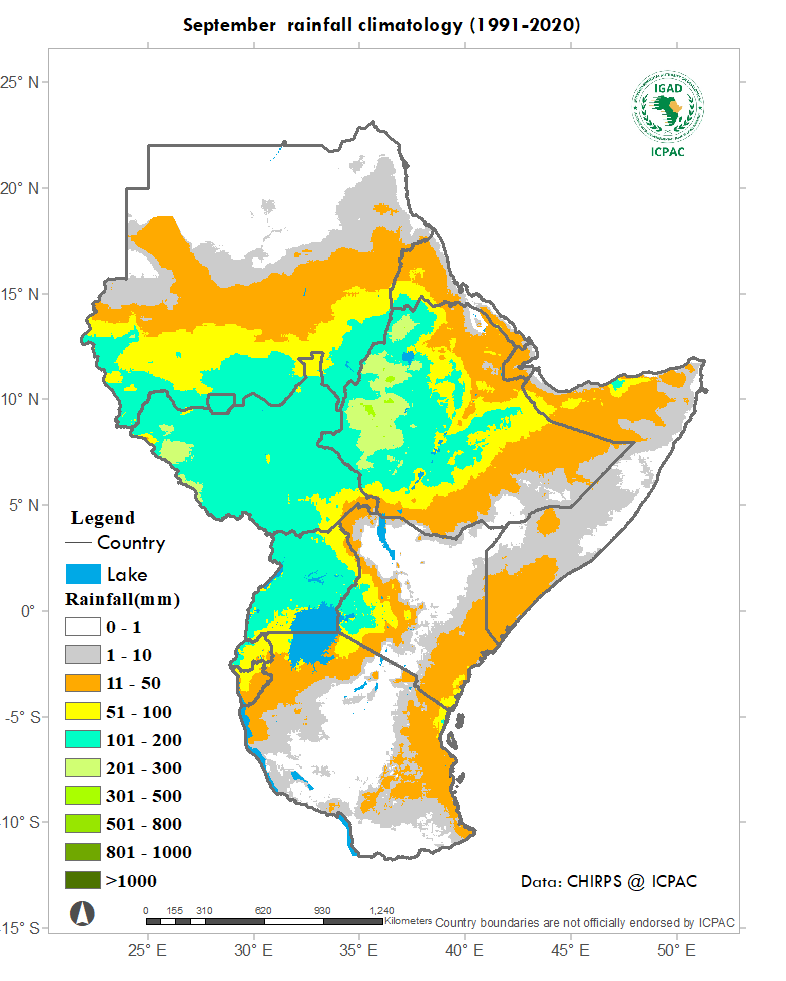 September rainfall climatology (1991-2020)
25° N
20° N
15° N
10° N
5° N
0°
-5° S
-10° S
-15° S
IGAD
ICPAC
Legend
Country
Lake
Rainfall(mm)
0 - 1
1 - 10
11 - 50
51 - 100
101 - 200
201 - 300
301 - 500
501 - 800
801 - 1000
>1000
Data: CHIRPS @ ICPAC
0 155 310 620 930 1,240
Kilometers
Country boundaries are not officially endorsed by ICPAC
25° E 30° E 35° E 40° E 45° E 50° E